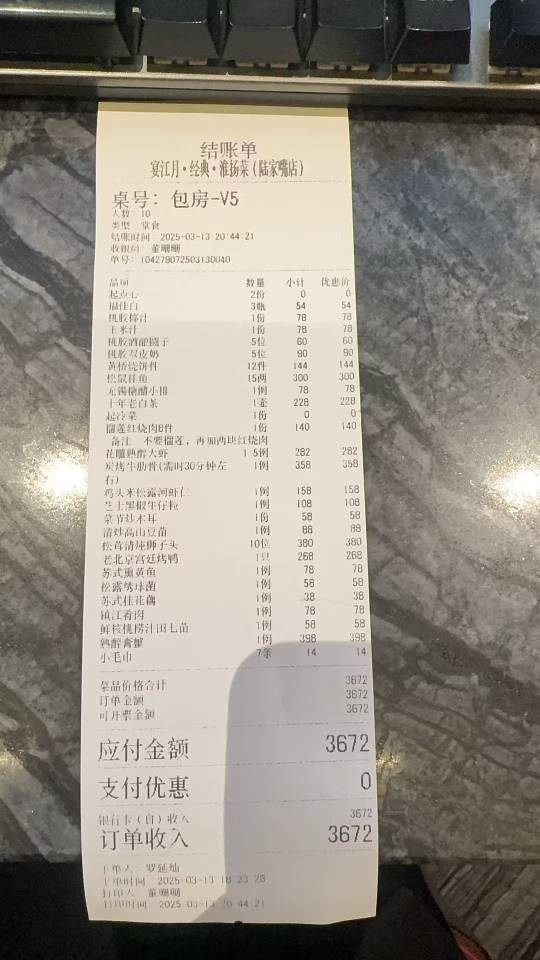 结账单
宴江月·经典·淮扬菜(陆家嘴店)
桌号: 包房-V5
人数 10
类型 堂食
结账时间 2025-03-13 20:44:21
收银员: 董珊珊
单号: 104279072503130040
品项 数量 小计 优惠价
起点心 2份 0 0
福佳白 3瓶 54 54
桃胶椰汁 1份 78 78
玉米汁 1份 78 78
桃胶酒酿圆子 5位 60 60
桃胶双皮奶 5位 90 90
黄桥烧饼件 12件 144 144
松鼠桂鱼 15两 300 300
无锡糖醋小排 1例 78 78
十年老白茶 1壶 228 228
起冷菜 1份 0 0
榴莲红烧肉8件 1份 140 140
备注 不要榴莲,再加两块红烧肉
花雕熟醉大虾 1.5例 282 282
炭烤牛肋骨(需时30分钟左 1例 358 358
右)
鸡头米松露河虾仁 1例 158 158
芝士黑椒牛仔粒 1例 108 108
菜节炒木耳 1份 58 58
清炒高山豆苗 1例 88 88
松茸清炖狮子头 10位 380 380
老北京宫廷烤鸭 1只 268 268
苏式熏黄鱼 1例 78 78
松露绣球菌 1例 58 58
苏式桂花藕 1例 38 38
镇江肴肉 1例 78 78
鲜核桃捞汁田七苗 1例 58 58
熟醉膏蟹 1例 398 398
小毛巾 7条 14 14
菜品价格合计 3672
订单金额 3672
可开票金额 3672
应付金额 3672
支付优惠 0
银行卡(自)收入 3672
订单收入 3672
下单人: 罗延灿
下单时间 2025-03-13 18:23:28
打印人 董珊珊
打印时间 2025-03-13 20:44:21